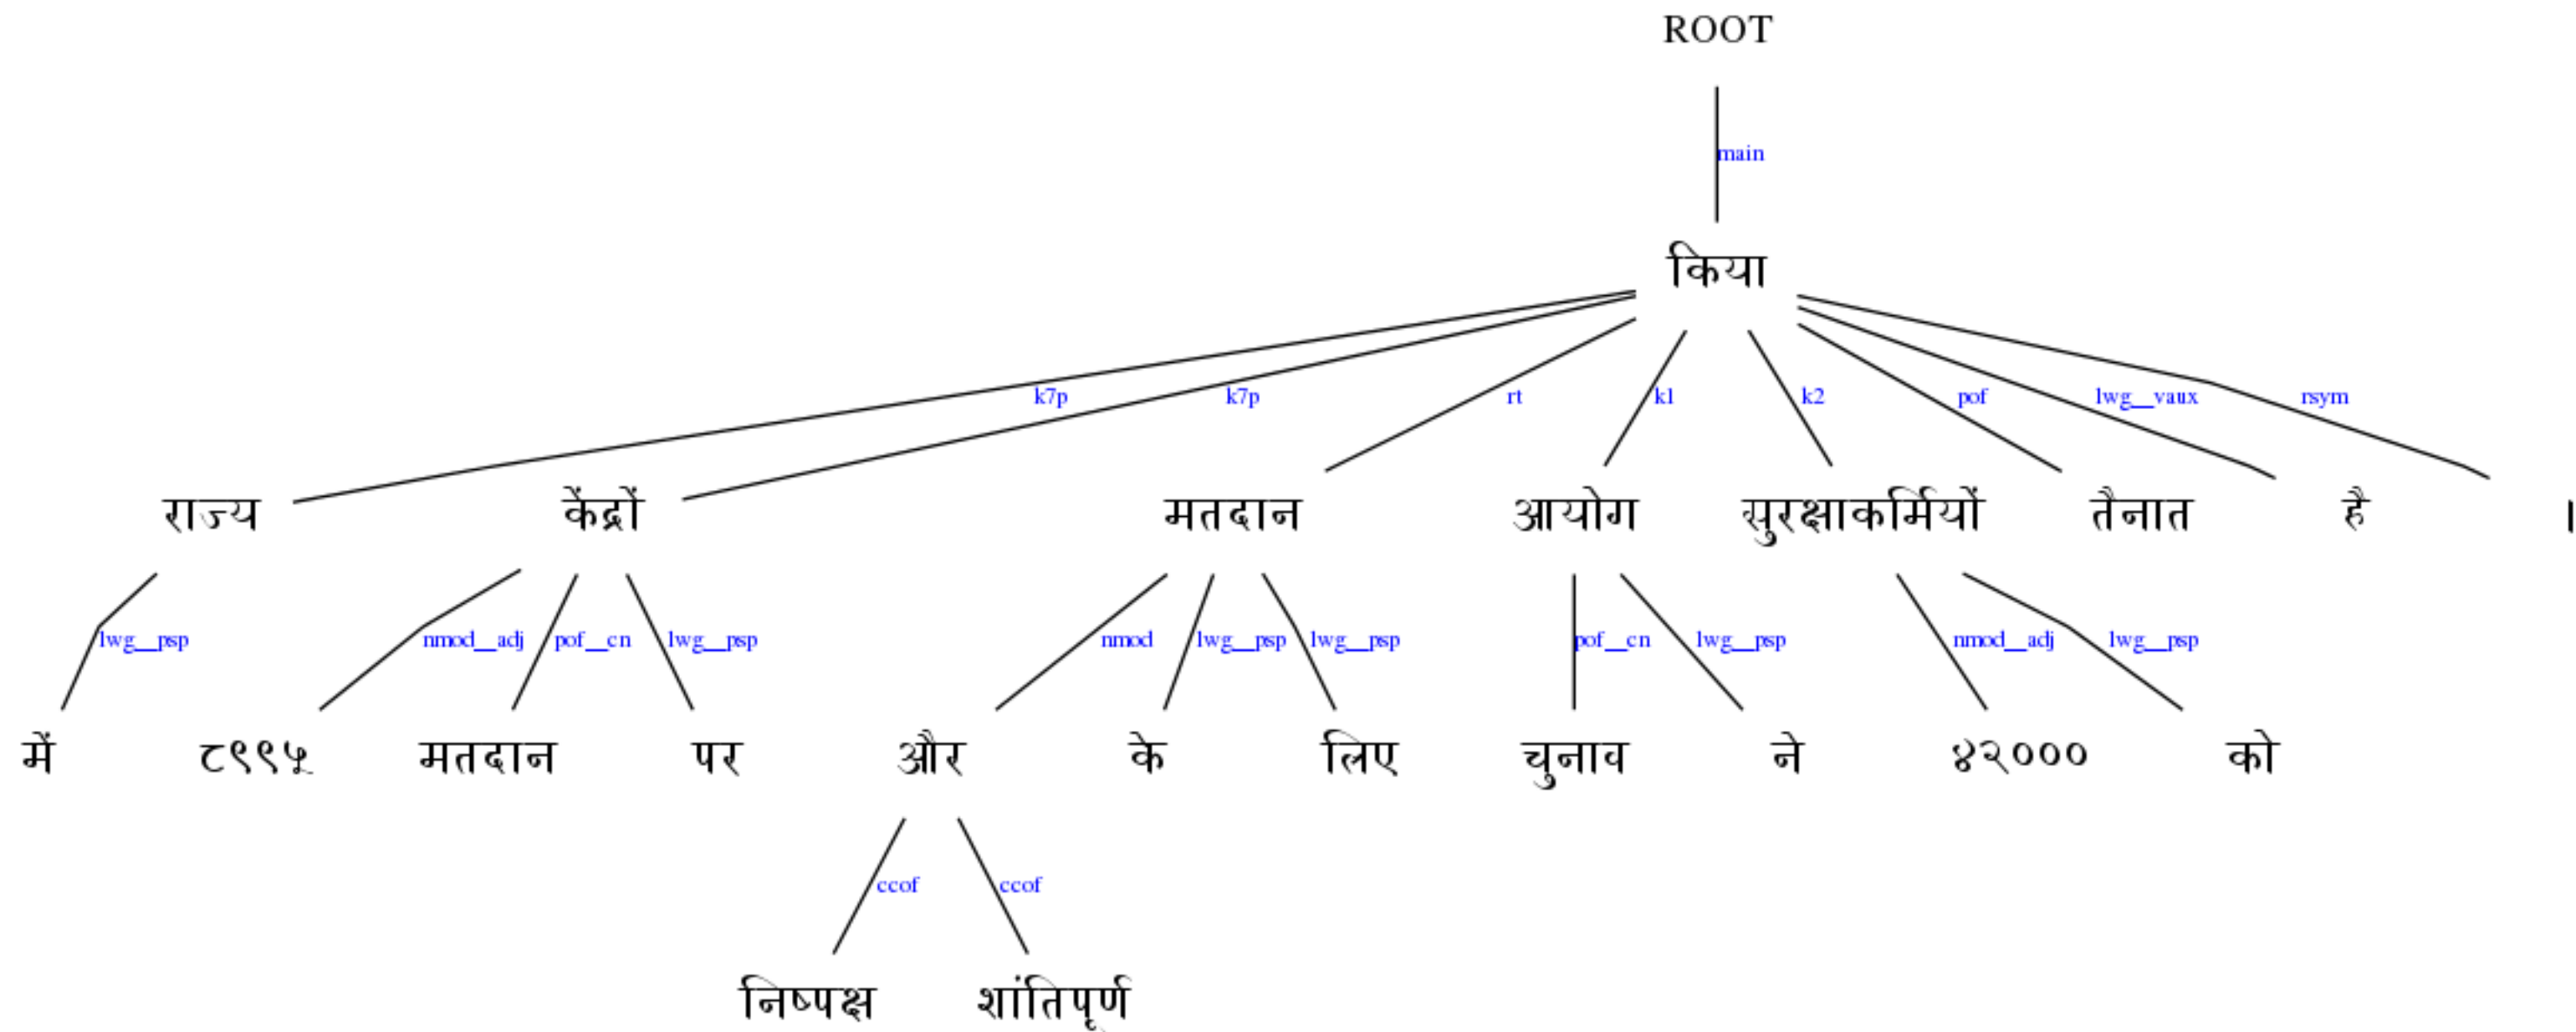 ROOT
main
किया
k7p k7p rt k1 k2 pof lwg__vaux rsym
राज्य केंद्रों मतदान आयोग सुरक्षाकर्मियों तैनात है ।
lwg__psp nmod__adj pof__cn lwg__psp nmod lwg__psp lwg__psp pof__cn lwg__psp nmod__adj lwg__psp
में ८९९५ मतदान पर और के लिए चुनाव ने ४२००० को
ccof ccof
निष्पक्ष शांतिपूर्ण